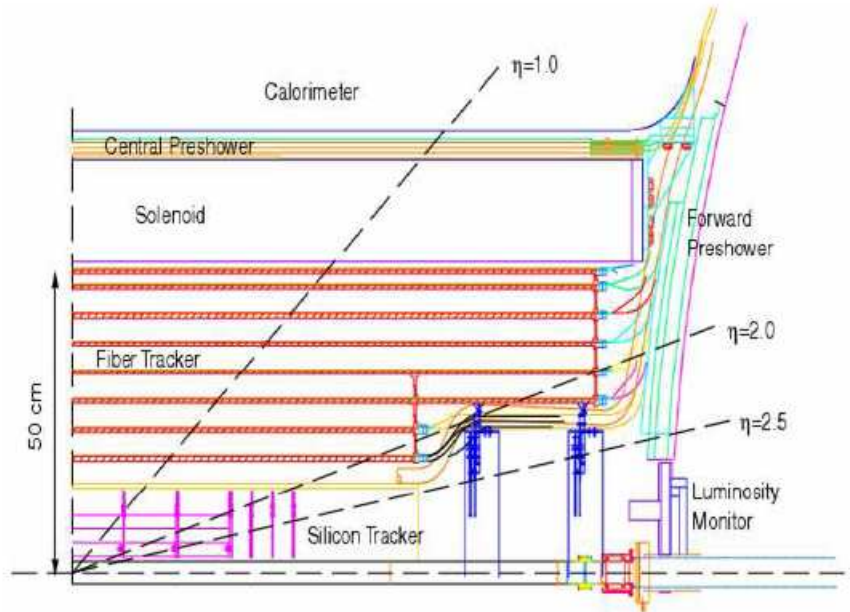 η=1.0
Calorimeter
Central Preshower
Solenoid
Forward
Preshower
η=2.0
Fiber Tracker
50 cm
η=2.5
Luminosity
Monitor
Silicon Tracker